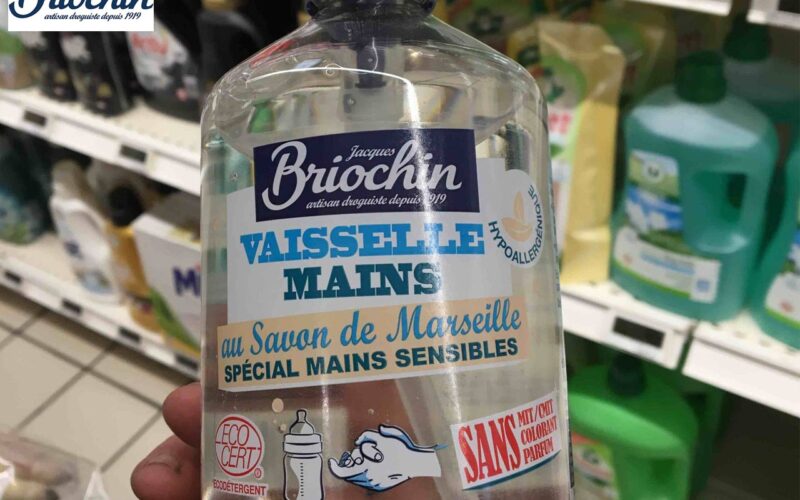 Briochin
artisan droguiste depuis 1919
Jacques
Briochin
artisan droguiste depuis 1919
VAISSELLE
MAINS
HYPOALLERGÉNIQUE
au Savon de Marseille
SPÉCIAL MAINS SENSIBLES
ECO
CERT
ECODÉTERGENT
SANS
MIT/CMIT
COLORANT
PARFUM